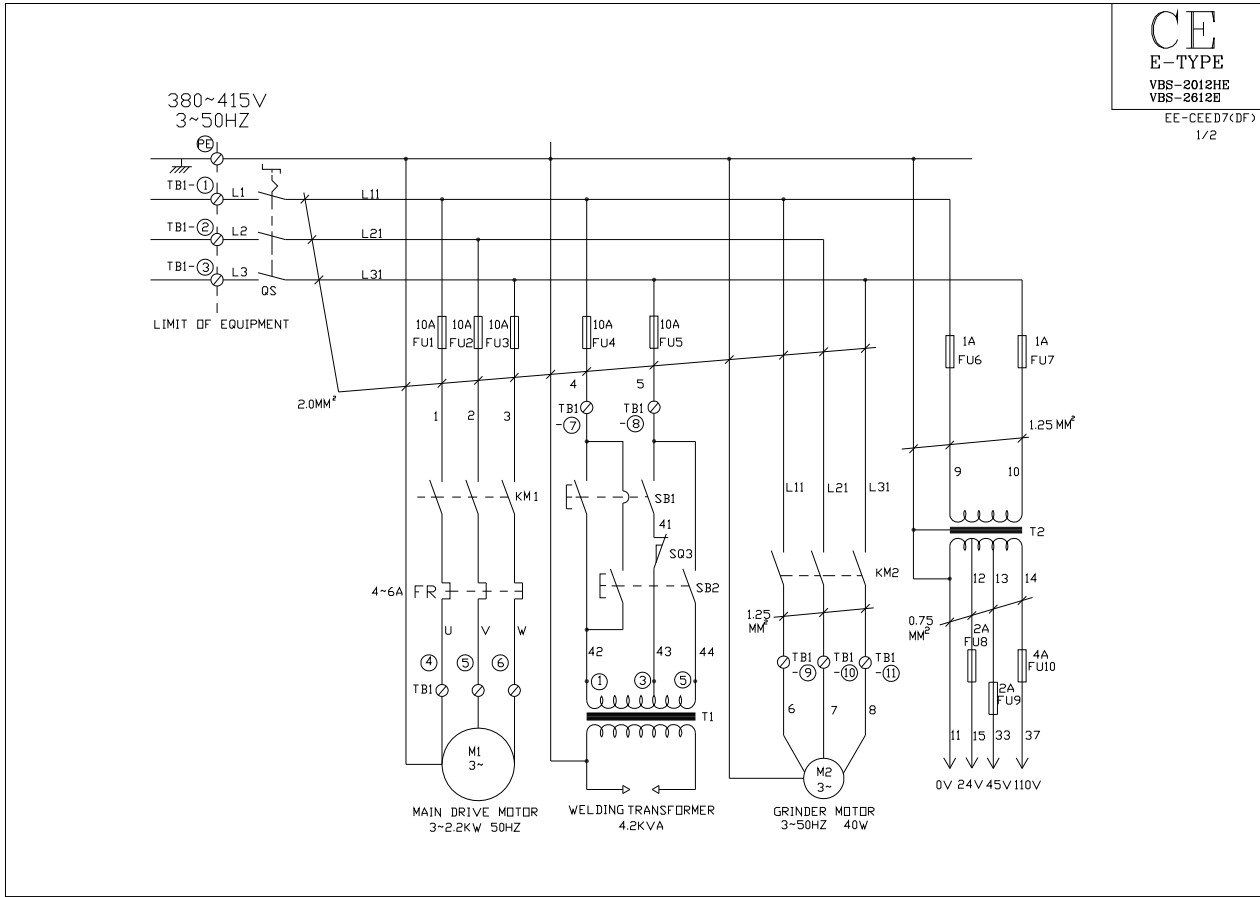 CE
E-TYPE
VBS-2012HE
VBS-2612E
EE-CEED7(DF)
1/2
380~415V
3~50HZ
PE
TB1-① L1 L11
TB1-② L2 L21
TB1-③ L3 L31
QS
LIMIT OF EQUIPMENT
10A FU1
10A FU2
10A FU3
10A FU4
10A FU5
1A FU6
1A FU7
2.0MM²
1 2 3
4 5
TB1 -⑦
TB1 -⑧
1.25 MM²
9 10
KM1
SB1
41
SQ3
SB2
L11 L21 L31
KM2
T2
12 13 14
4~6A FR
U V W
④ ⑤ ⑥
TB1
42 43 44
① ③ ⑤
T1
1.25 MM²
TB1 -⑨
TB1 -⑩
TB1 -⑪
6 7 8
0.75 MM²
2A FU8
2A FU9
4A FU10
11 15 33 37
0V 24V 45V 110V
M1
3~
MAIN DRIVE MOTOR
3~2.2KW 50HZ
WELDING TRANSFORMER
4.2KVA
M2
3~
GRINDER MOTOR
3~50HZ 40W